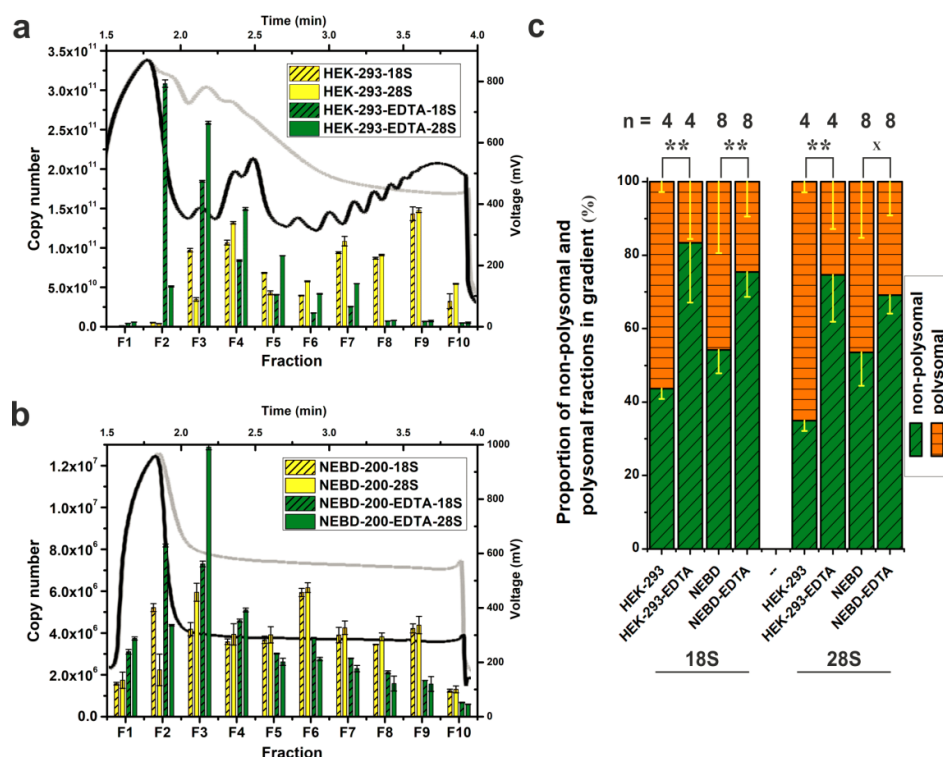 a
Time (min)
1.5 2.0 2.5 3.0 3.5 4.0
Copy number
3.5x10¹¹
3.0x10¹¹
2.5x10¹¹
2.0x10¹¹
1.5x10¹¹
1.0x10¹¹
5.0x10¹⁰
0.0
HEK-293-18S
HEK-293-28S
HEK-293-EDTA-18S
HEK-293-EDTA-28S
800
600
400
200
0
Voltage (mV)
F1 F2 F3 F4 F5 F6 F7 F8 F9 F10
Fraction
b
Time (min)
1.5 2.0 2.5 3.0 3.5 4.0
Copy number
1.2x10⁷
1.0x10⁷
8.0x10⁶
6.0x10⁶
4.0x10⁶
2.0x10⁶
0.0
NEBD-200-18S
NEBD-200-28S
NEBD-200-EDTA-18S
NEBD-200-EDTA-28S
1000
800
600
400
200
0
Voltage (mV)
F1 F2 F3 F4 F5 F6 F7 F8 F9 F10
Fraction
c
n = 4 4 8 8 4 4 8 8
** ** ** x
Proportion of non-polysomal and
polysomal fractions in gradient (%)
100
80
60
40
20
0
HEK-293
HEK-293-EDTA
NEBD
NEBD-EDTA
--
HEK-293
HEK-293-EDTA
NEBD
NEBD-EDTA
18S 28S
non-polysomal
polysomal